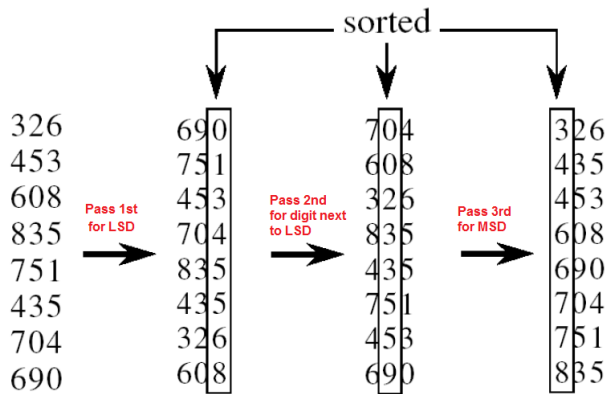 sorted
326 690 704 326
453 751 608 435
608 Pass 1st for LSD 453 Pass 2nd for digit next to LSD 326 Pass 3rd for MSD 453
835 704 835 608
751 835 435 690
435 435 751 704
704 326 453 751
690 608 690 835